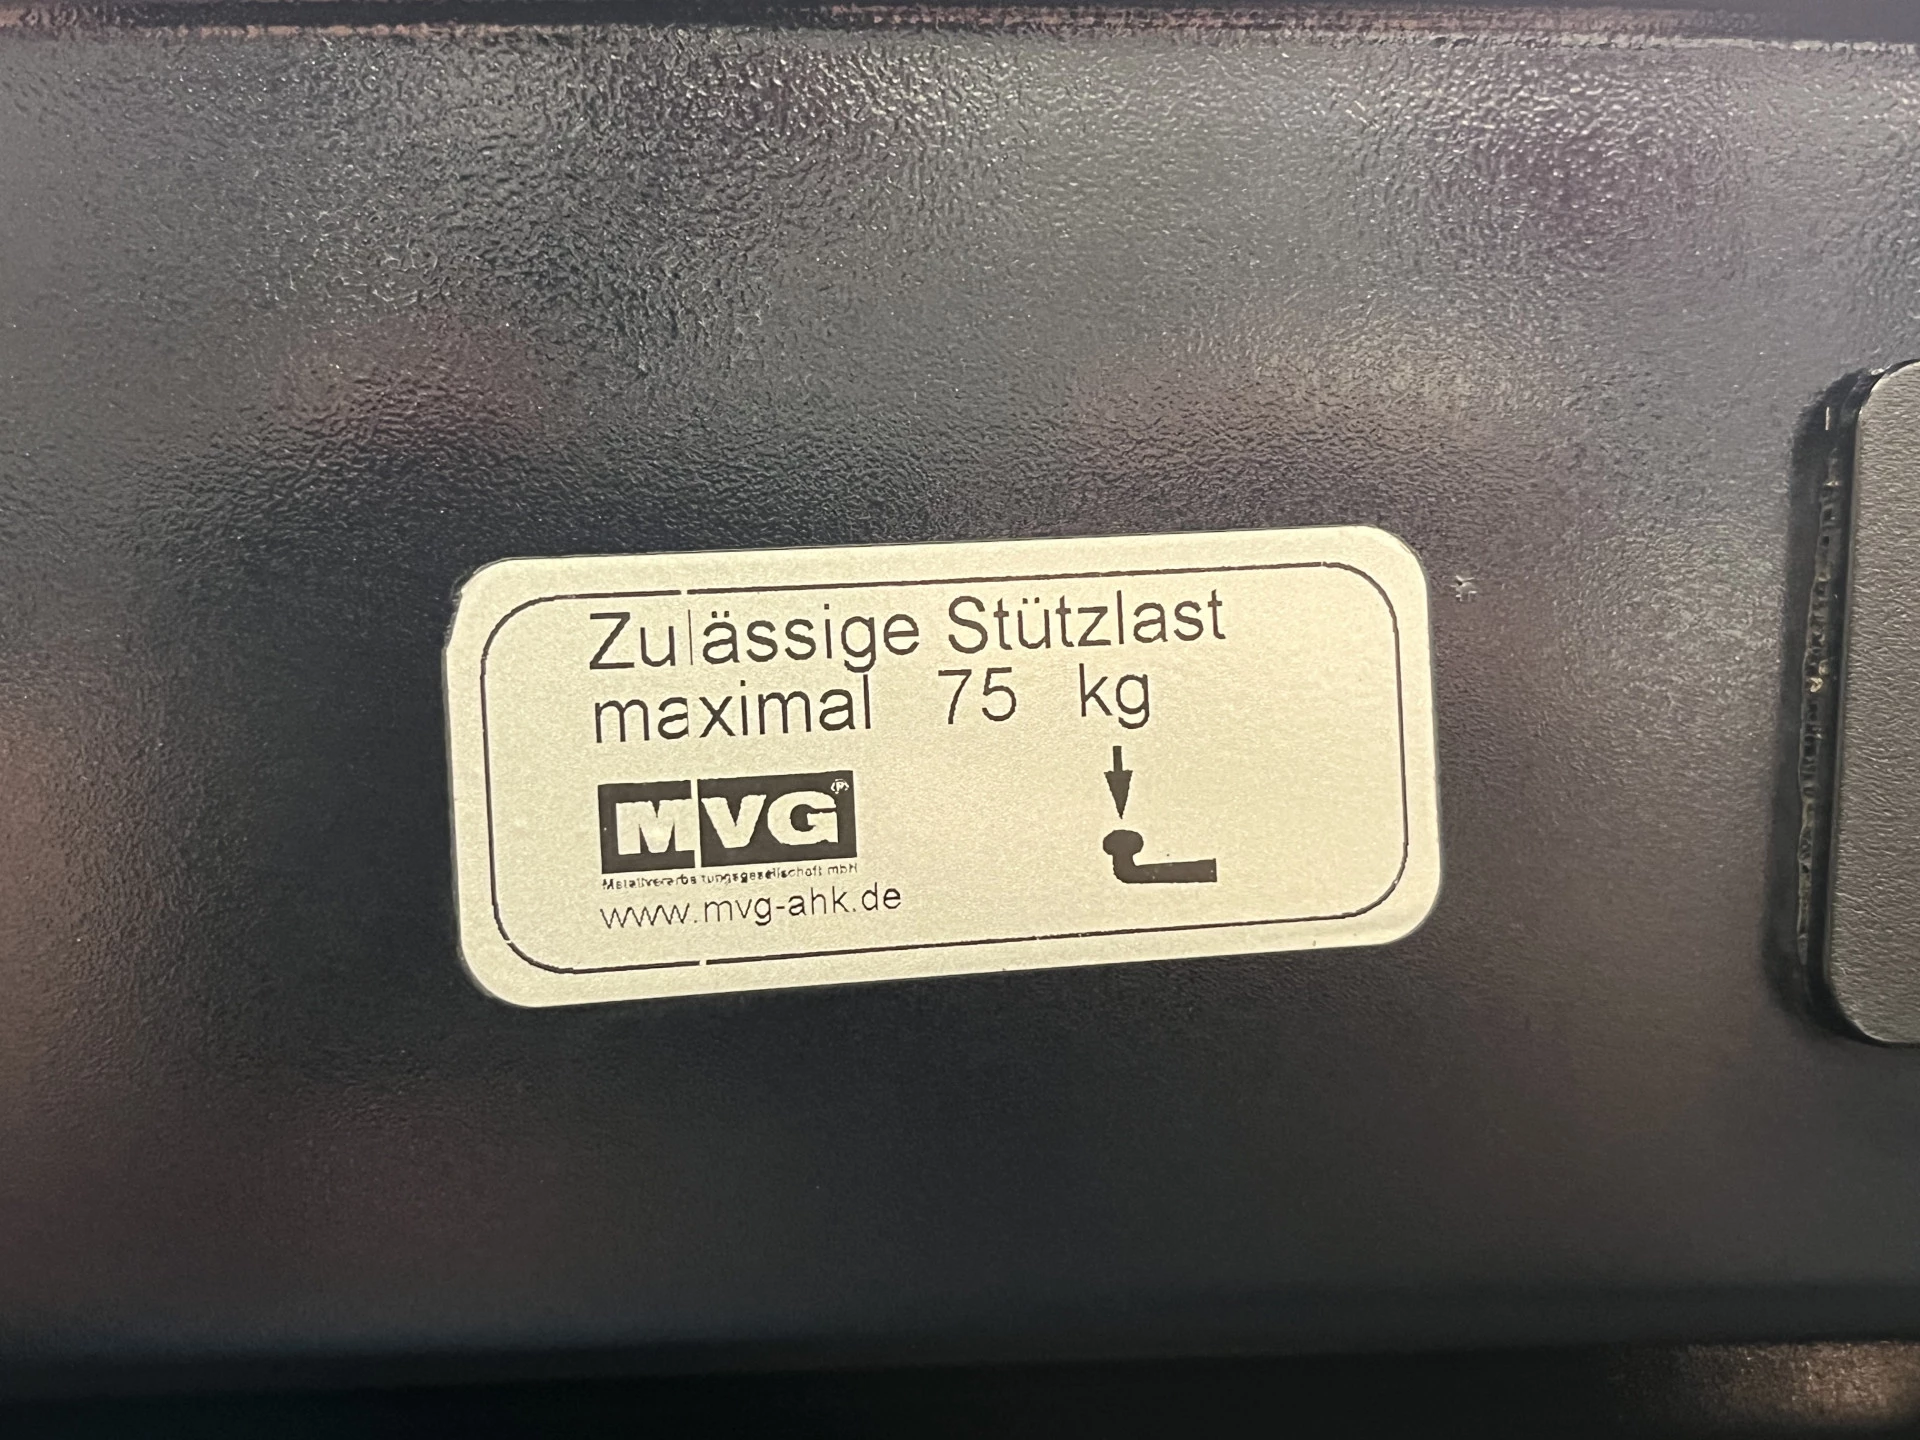 Zulässige Stützlast
maximal 75 kg
MVG
Metallverarbeitungsgesellschaft mbH
www.mvg-ahk.de